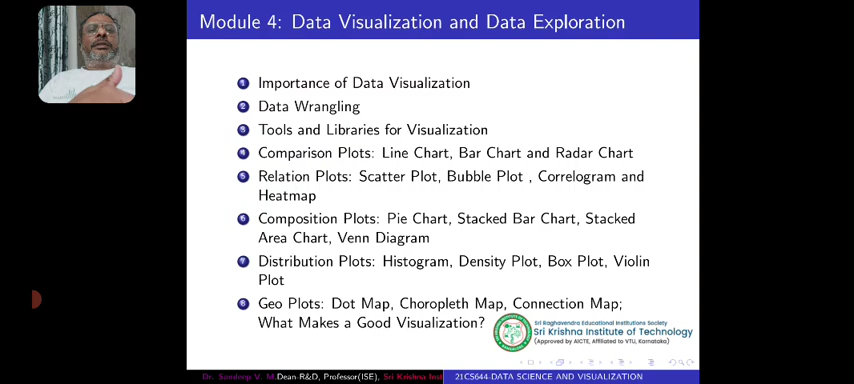 Module 4: Data Visualization and Data Exploration
1 Importance of Data Visualization
2 Data Wrangling
3 Tools and Libraries for Visualization
4 Comparison Plots: Line Chart, Bar Chart and Radar Chart
5 Relation Plots: Scatter Plot, Bubble Plot , Correlogram and
Heatmap
6 Composition Plots: Pie Chart, Stacked Bar Chart, Stacked
Area Chart, Venn Diagram
7 Distribution Plots: Histogram, Density Plot, Box Plot, Violin
Plot
8 Geo Plots: Dot Map, Choropleth Map, Connection Map;
What Makes a Good Visualization?
Sri Raghavendra Educational Institutions Society
Sri Krishna Institute of Technology
(Approved by AICTE, Affiliated to VTU, Karnataka)
Dr. Sundeep V. M,Dean-R&D, Professor(ISE), Sri Krishna Inst
21CS644-DATA SCIENCE AND VISUALIZATION